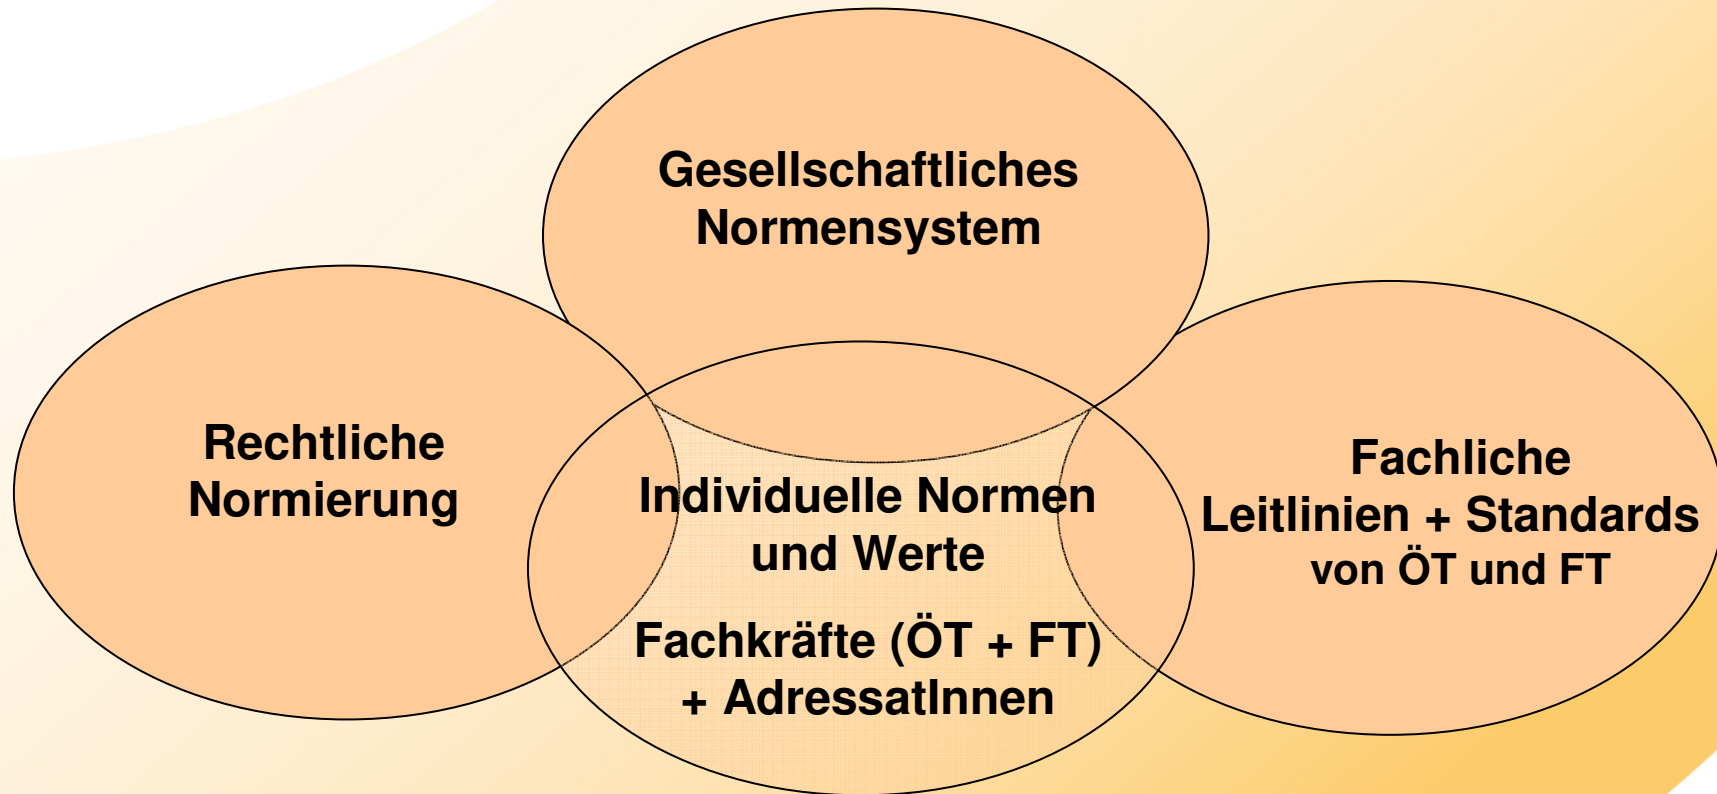 Gesellschaftliches
Normensystem
Rechtliche
Normierung
Individuelle Normen
und Werte
Fachkräfte (ÖT + FT)
+ AdressatInnen
Fachliche
Leitlinien + Standards
von ÖT und FT